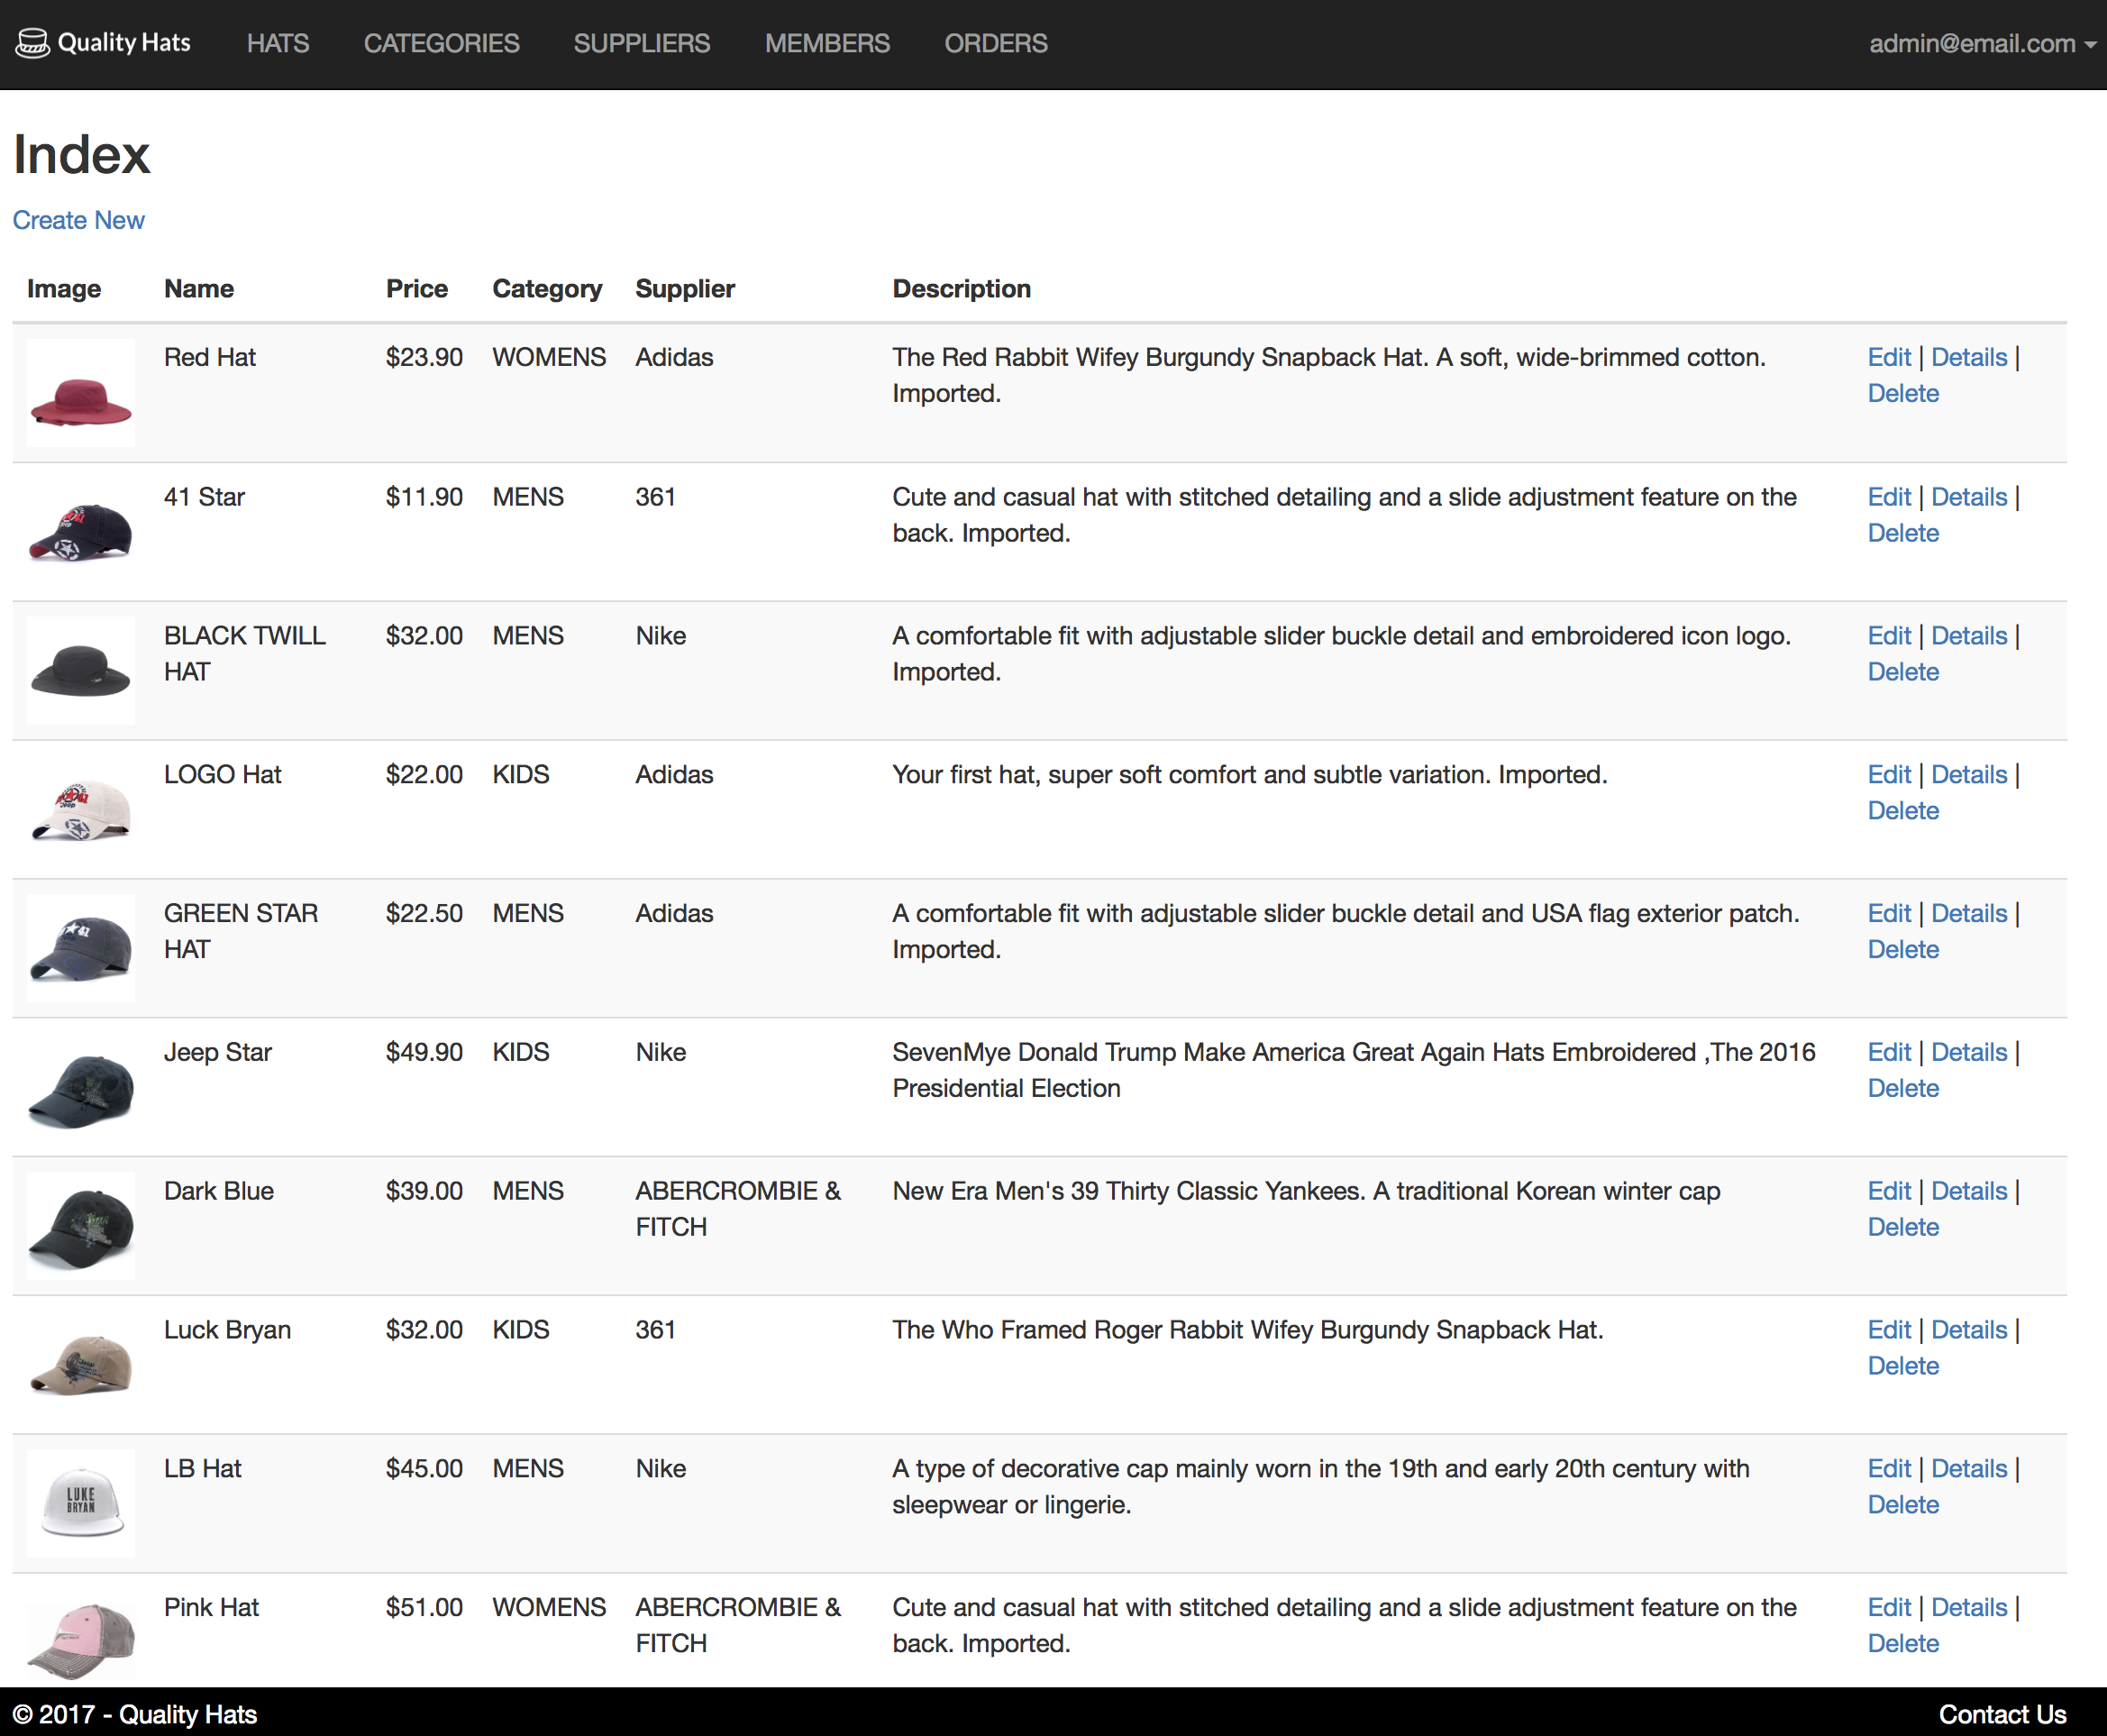 Quality Hats HATS CATEGORIES SUPPLIERS MEMBERS ORDERS admin@email.com
Index
Create New
Image Name Price Category Supplier Description
Red Hat $23.90 WOMENS Adidas The Red Rabbit Wifey Burgundy Snapback Hat. A soft, wide-brimmed cotton. Edit | Details |
Imported. Delete
41 Star $11.90 MENS 361 Cute and casual hat with stitched detailing and a slide adjustment feature on the Edit | Details |
back. Imported. Delete
BLACK TWILL $32.00 MENS Nike A comfortable fit with adjustable slider buckle detail and embroidered icon logo. Edit | Details |
HAT Imported. Delete
LOGO Hat $22.00 KIDS Adidas Your first hat, super soft comfort and subtle variation. Imported. Edit | Details |
Delete
GREEN STAR $22.50 MENS Adidas A comfortable fit with adjustable slider buckle detail and USA flag exterior patch. Edit | Details |
HAT Imported. Delete
Jeep Star $49.90 KIDS Nike SevenMye Donald Trump Make America Great Again Hats Embroidered ,The 2016 Edit | Details |
Presidential Election Delete
Dark Blue $39.00 MENS ABERCROMBIE & New Era Men's 39 Thirty Classic Yankees. A traditional Korean winter cap Edit | Details |
FITCH Delete
Luck Bryan $32.00 KIDS 361 The Who Framed Roger Rabbit Wifey Burgundy Snapback Hat. Edit | Details |
Delete
LB Hat $45.00 MENS Nike A type of decorative cap mainly worn in the 19th and early 20th century with Edit | Details |
LUKE
BRYAN
sleepwear or lingerie. Delete
Pink Hat $51.00 WOMENS ABERCROMBIE & Cute and casual hat with stitched detailing and a slide adjustment feature on the Edit | Details |
FITCH back. Imported. Delete
© 2017 - Quality Hats Contact Us